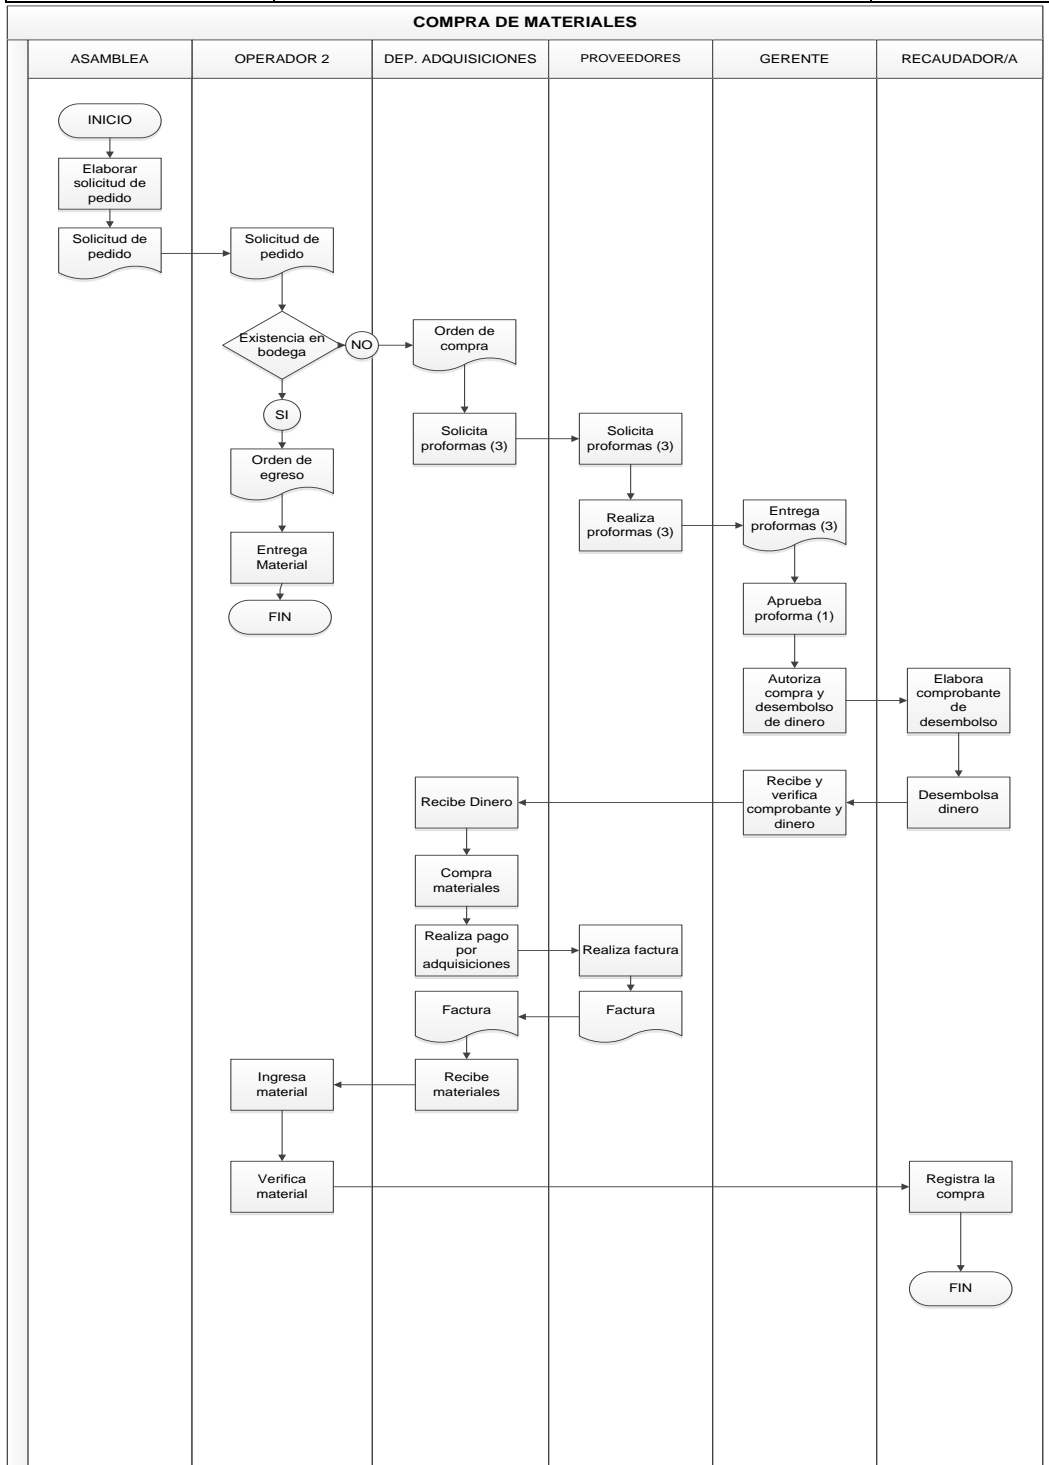 COMPRA DE MATERIALES
ASAMBLEA
OPERADOR 2
DEP. ADQUISICIONES
PROVEEDORES
GERENTE
RECAUDADOR/A
INICIO
Elaborar
solicitud de
pedido
Solicitud de
pedido
Solicitud de
pedido
Existencia en
bodega
NO
Orden de
compra
SI
Solicita
proformas (3)
Solicita
proformas (3)
Orden de
egreso
Realiza
proformas (3)
Entrega
proformas (3)
Entrega
Material
FIN
Aprueba
proforma (1)
Autoriza
compra y
desembolso
de dinero
Elabora
comprobante
de
desembolso
Desembolsa
dinero
Recibe y
verifica
comprobante y
dinero
Recibe Dinero
Compra
materiales
Realiza pago
por
adquisiciones
Realiza factura
Factura
Factura
Recibe
materiales
Ingresa
material
Verifica
material
Registra la
compra
FIN